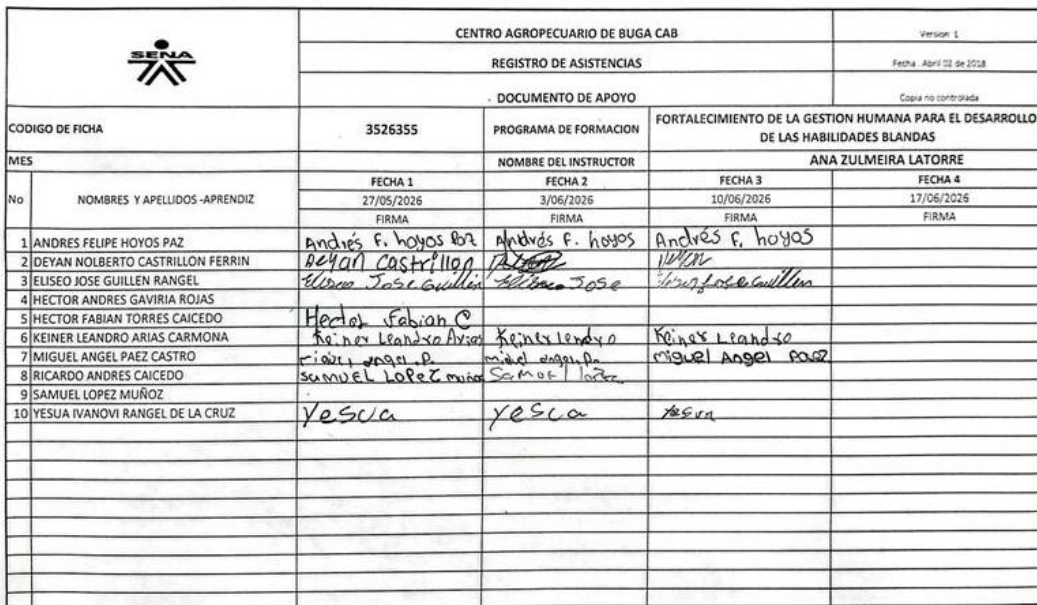 SENA
CENTRO AGROPECUARIO DE BUGA CAB
Version 1
REGISTRO DE ASISTENCIAS
Fecha . Abril 02 de 2018
DOCUMENTO DE APOYO
Copia no controlada
CODIGO DE FICHA 3526355 PROGRAMA DE FORMACION FORTALECIMIENTO DE LA GESTION HUMANA PARA EL DESARROLLO
DE LAS HABILIDADES BLANDAS
MES NOMBRE DEL INSTRUCTOR ANA ZULMEIRA LATORRE
No NOMBRES Y APELLIDOS -APRENDIZ
FECHA 1 FECHA 2 FECHA 3 FECHA 4
27/05/2026 3/06/2026 10/06/2026 17/06/2026
FIRMA FIRMA FIRMA FIRMA
1 ANDRES FELIPE HOYOS PAZ Andrés F. hoyos Paz Andrés F. hoyos Andrés F. hoyos
2 DEYAN NOLBERTO CASTRILLON FERRIN Deyan Castrillon
3 ELISEO JOSE GUILLEN RANGEL Eliseo Jose Guillen Eliseo Jose
4 HECTOR ANDRES GAVIRIA ROJAS
5 HECTOR FABIAN TORRES CAICEDO Hector Fabian C
6 KEINER LEANDRO ARIAS CARMONA Keiner Leandro Arias Keiner lendro Keiner Leandro
7 MIGUEL ANGEL PAEZ CASTRO angel P. miguel angel P. Miguel Angel Paez
8 RICARDO ANDRES CAICEDO SAMUEL LOPEZ muñoz Samuel
9 SAMUEL LOPEZ MUÑOZ
10 YESUA IVANOVI RANGEL DE LA CRUZ Yesua Yesua Yesua